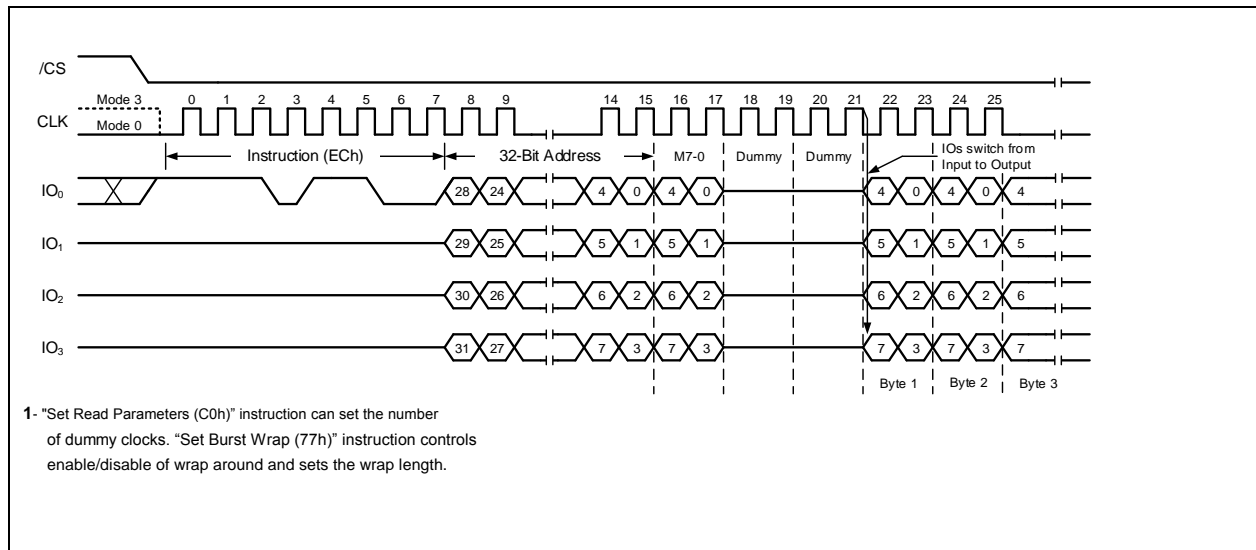 /CS
Mode 3 0 1 2 3 4 5 6 7 8 9 14 15 16 17 18 19 20 21 22 23 24 25
CLK Mode 0
Instruction (ECh) 32-Bit Address M7-0 Dummy Dummy IOs switch from
Input to Output
IO₀ 28 24 4 0 4 0 4 0 4 0 4
IO₁ 29 25 5 1 5 1 5 1 5 1 5
IO₂ 30 26 6 2 6 2 6 2 6 2 6
IO₃ 31 27 7 3 7 3 7 3 7 3 7
Byte 1 Byte 2 Byte 3
1- "Set Read Parameters (C0h)” instruction can set the number
of dummy clocks. “Set Burst Wrap (77h)” instruction controls
enable/disable of wrap around and sets the wrap length.